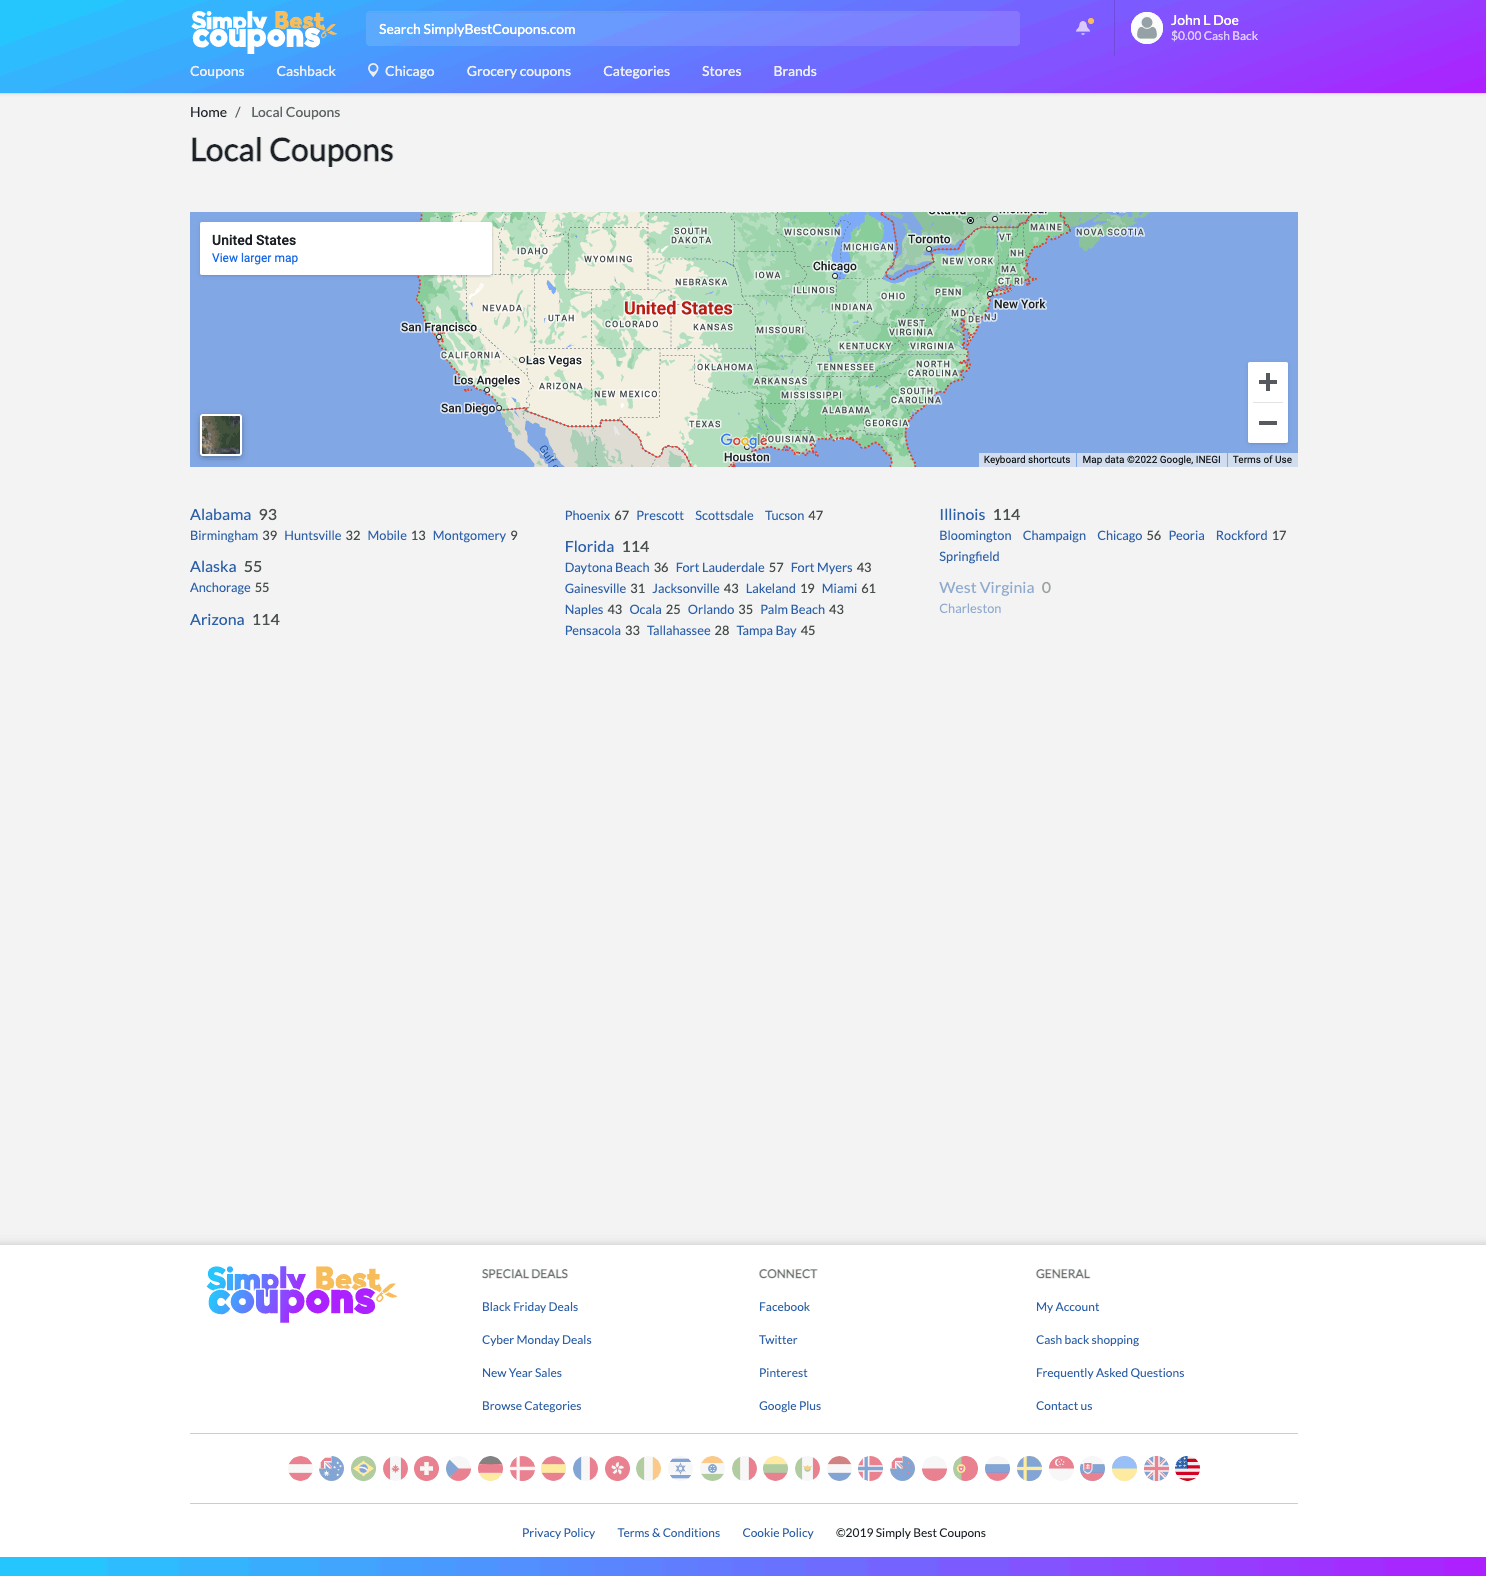 Simply Best
coupons
Search SimplyBestCoupons.com
John L Doe
$0.00 Cash Back
Coupons Cashback Chicago Grocery coupons Categories Stores Brands
Home / Local Coupons
Local Coupons
United States
View larger map
Ottawa
Montreal
MAINE
NOVA SCOTIA
SOUTH
DAKOTA
WISCONSIN
Toronto
VT
MICHIGAN
IDAHO
WYOMING
NH
NEW YORK
Chicago
MA
IOWA
CT RI
NEBRASKA
ILLINOIS
OHIO
PENN
INDIANA
New York
NEVADA
United States
UTAH
COLORADO
KANSAS
MISSOURI
MD
DE
NJ
WEST
VIRGINIA
San Francisco
KENTUCKY
VIRGINIA
CALIFORNIA
Las Vegas
OKLAHOMA
TENNESSEE
NORTH
CAROLINA
Los Angeles
ARIZONA
NEW MEXICO
ARKANSAS
MISSISSIPPI
SOUTH
CAROLINA
San Diego
ALABAMA
TEXAS
GEORGIA
Google
LOUISIANA
Houston
Gulf of
Keyboard shortcuts Map data ©2022 Google, INEGI Terms of Use
Alabama 93
Birmingham 39 Huntsville 32 Mobile 13 Montgomery 9
Alaska 55
Anchorage 55
Arizona 114
Phoenix 67 Prescott Scottsdale Tucson 47
Florida 114
Daytona Beach 36 Fort Lauderdale 57 Fort Myers 43
Gainesville 31 Jacksonville 43 Lakeland 19 Miami 61
Naples 43 Ocala 25 Orlando 35 Palm Beach 43
Pensacola 33 Tallahassee 28 Tampa Bay 45
Illinois 114
Bloomington Champaign Chicago 56 Peoria Rockford 17
Springfield
West Virginia 0
Charleston
Simply Best
coupons
SPECIAL DEALS
Black Friday Deals
Cyber Monday Deals
New Year Sales
Browse Categories
CONNECT
Facebook
Twitter
Pinterest
Google Plus
GENERAL
My Account
Cash back shopping
Frequently Asked Questions
Contact us
Privacy Policy Terms & Conditions Cookie Policy ©2019 Simply Best Coupons